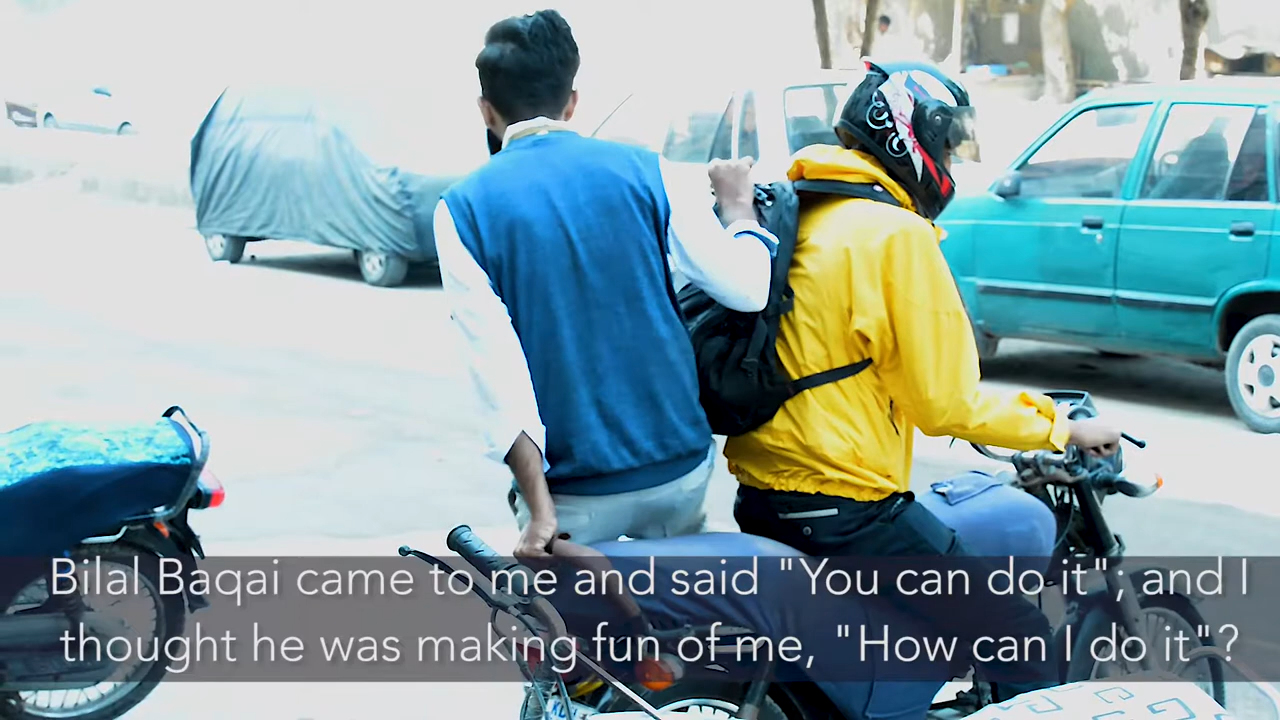 Bilal Baqai came to me and said "You can do it"; and I
thought he was making fun of me, "How can I do it"?